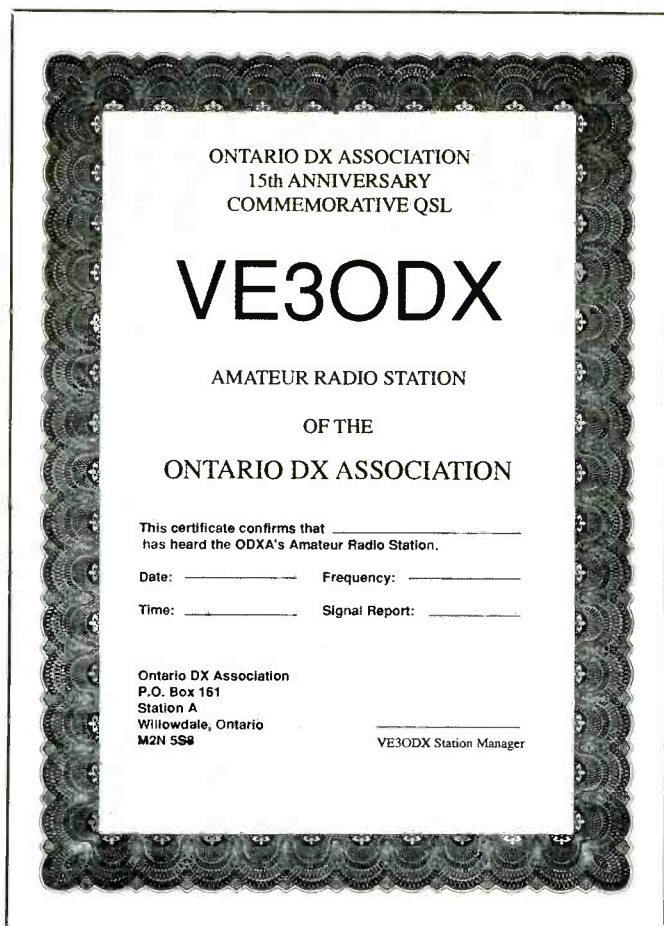 ONTARIO DX ASSOCIATION
15th ANNIVERSARY
COMMEMORATIVE QSL
VE3ODX
AMATEUR RADIO STATION
OF THE
ONTARIO DX ASSOCIATION
This certificate confirms that
has heard the ODXA's Amateur Radio Station.
Date: Frequency:
Time: Signal Report:
Ontario DX Association
P.O. Box 161
Station A
Willowdale, Ontario
M2N 5S8
VE3ODX Station Manager